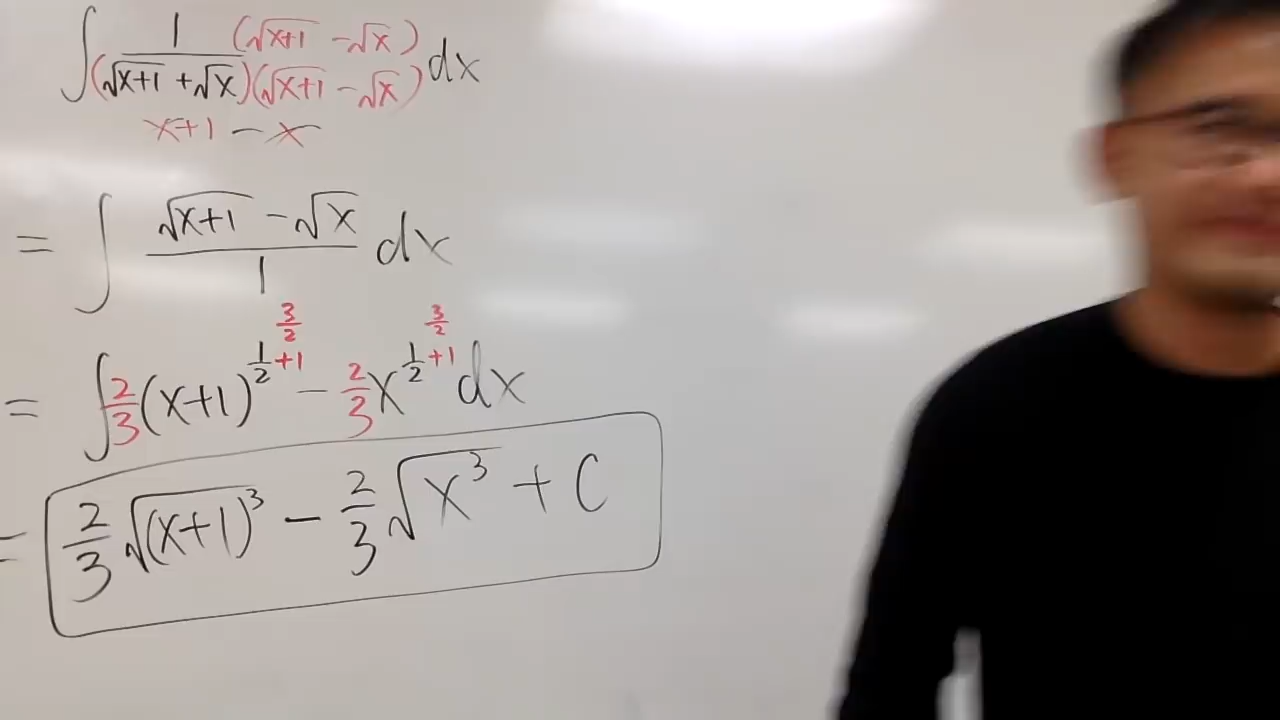 ∫ 1 (√x+1 - √x) / (√x+1 + √x)(√x+1 - √x) dx
x+1 - x
= ∫ √x+1 - √x / 1 dx
3/2 3/2
= ∫ 2/3 (x+1)^1/2 +1 - 2/3 x^1/2 +1 dx
= 2/3 √(x+1)^3 - 2/3 √x^3 + C